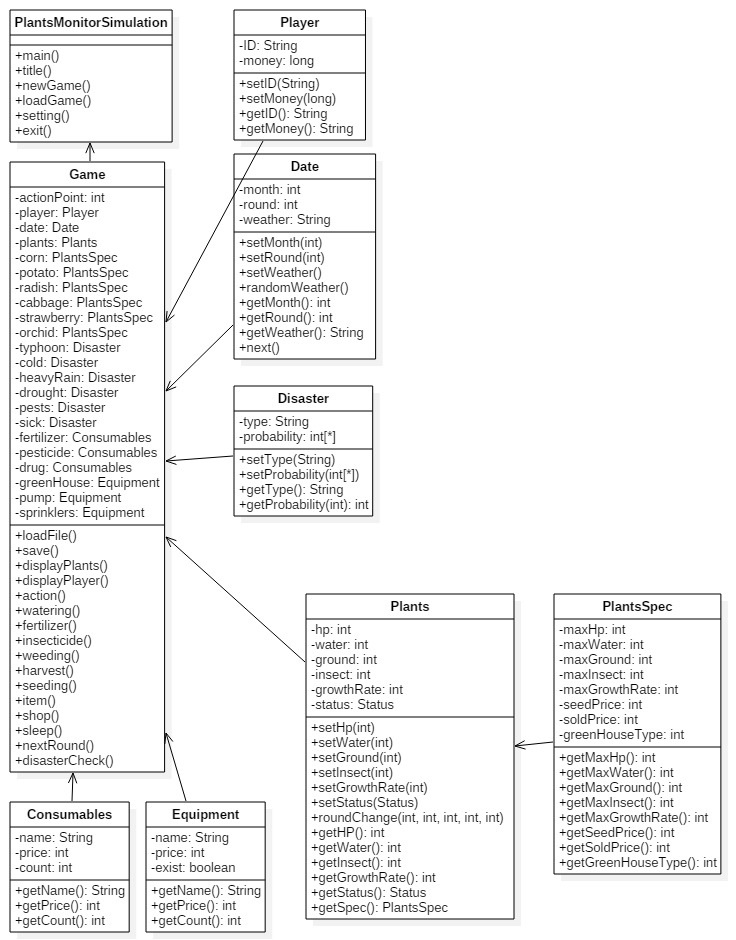 PlantsMonitorSimulation
+main()
+title()
+newGame()
+loadGame()
+setting()
+exit()
Player
-ID: String
-money: long
+setID(String)
+setMoney(long)
+getID(): String
+getMoney(): String
Game
-actionPoint: int
-player: Player
-date: Date
-plants: Plants
-corn: PlantsSpec
-potato: PlantsSpec
-radish: PlantsSpec
-cabbage: PlantsSpec
-strawberry: PlantsSpec
-orchid: PlantsSpec
-typhoon: Disaster
-cold: Disaster
-heavyRain: Disaster
-drought: Disaster
-pests: Disaster
-sick: Disaster
-fertilizer: Consumables
-pesticide: Consumables
-drug: Consumables
-greenHouse: Equipment
-pump: Equipment
-sprinklers: Equipment
+loadFile()
+save()
+displayPlants()
+displayPlayer()
+action()
+watering()
+fertilizer()
+insecticide()
+weeding()
+harvest()
+seeding()
+item()
+shop()
+sleep()
+nextRound()
+disasterCheck()
Date
-month: int
-round: int
-weather: String
+setMonth(int)
+setRound(int)
+setWeather()
+randomWeather()
+getMonth(): int
+getRound(): int
+getWeather(): String
+next()
Disaster
-type: String
-probability: int[*]
+setType(String)
+setProbability(int[*])
+getType(): String
+getProbability(int): int
Plants
-hp: int
-water: int
-ground: int
-insect: int
-growthRate: int
-status: Status
+setHp(int)
+setWater(int)
+setGround(int)
+setInsect(int)
+setGrowthRate(int)
+setStatus(Status)
+roundChange(int, int, int, int, int)
+getHP(): int
+getWater(): int
+getInsect(): int
+getGrowthRate(): int
+getStatus(): Status
+getSpec(): PlantsSpec
PlantsSpec
-maxHp: int
-maxWater: int
-maxGround: int
-maxInsect: int
-maxGrowthRate: int
-seedPrice: int
-soldPrice: int
-greenHouseType: int
+getMaxHp(): int
+getMaxWater(): int
+getMaxGround(): int
+getMaxInsect(): int
+getMaxGrowthRate(): int
+getSeedPrice(): int
+getSoldPrice(): int
+getGreenHouseType(): int
Consumables
-name: String
-price: int
-count: int
+getName(): String
+getPrice(): int
+getCount(): int
Equipment
-name: String
-price: int
-exist: boolean
+getName(): String
+getPrice(): int
+getCount(): int